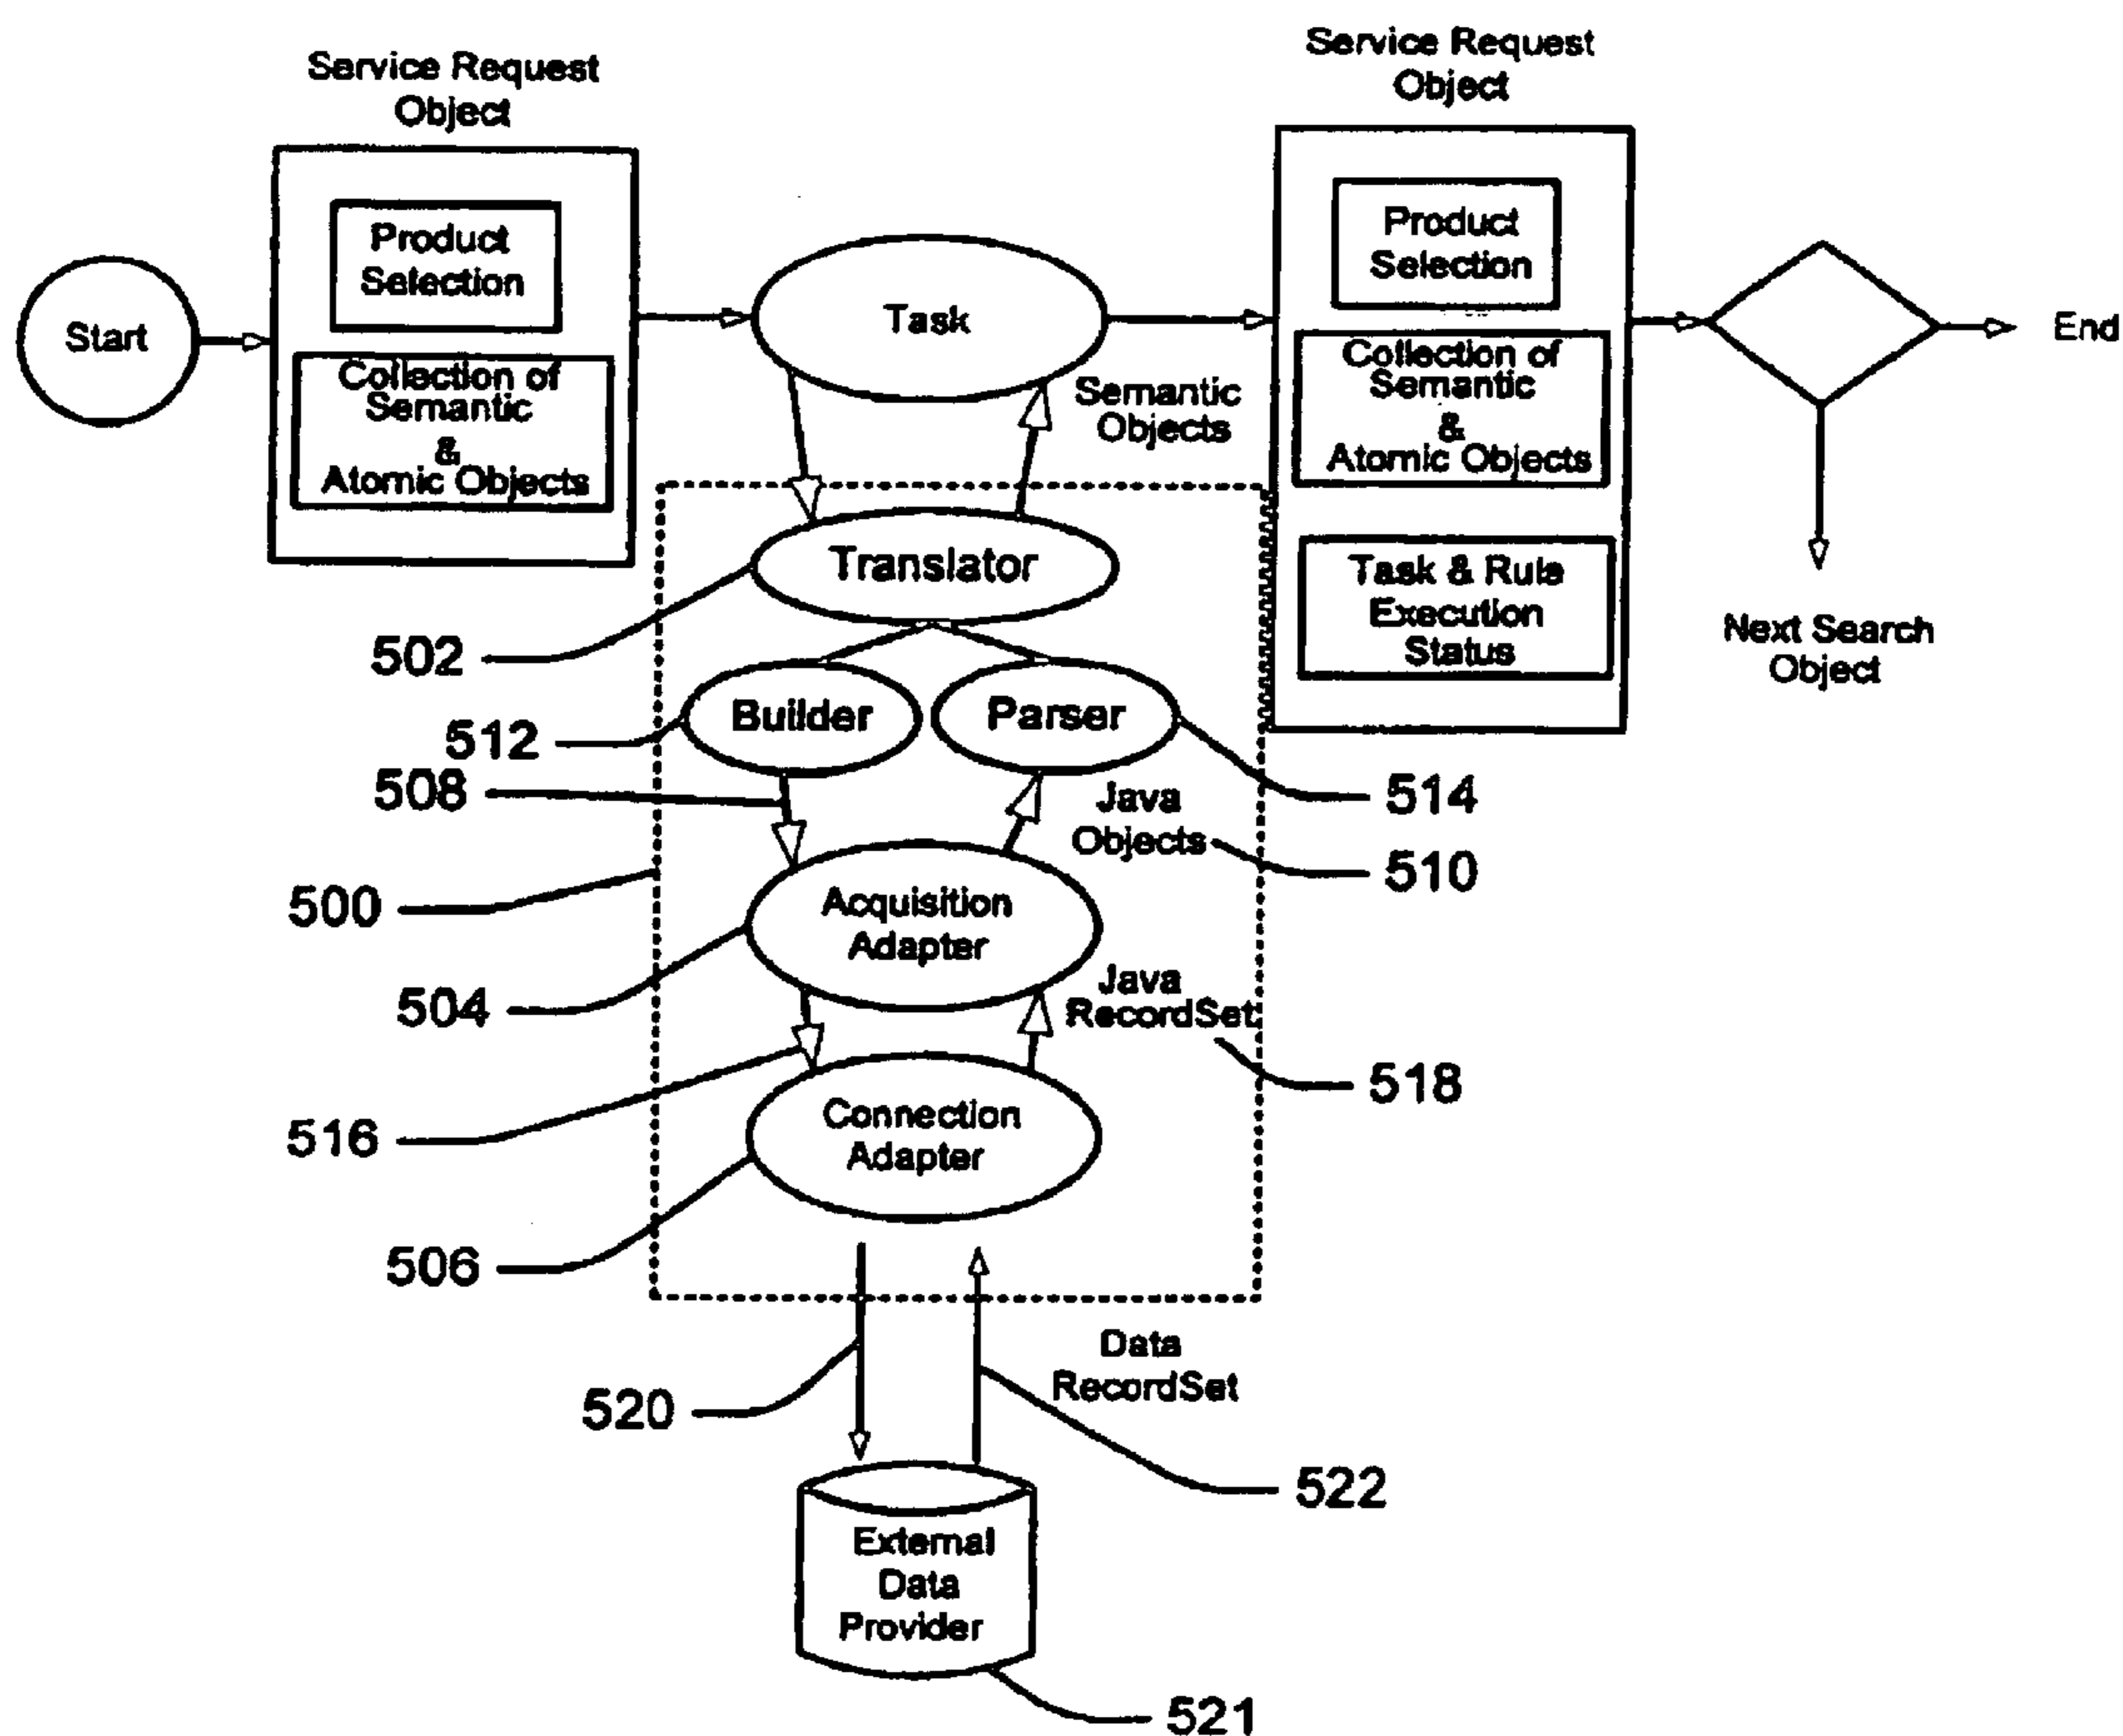 Service Request
Object
Service Request
Object
Start
Product
Selection
Collection of
Semantic
&
Atomic Objects
Task
Semantic
Objects
Product
Selection
Collection of
Semantic
&
Atomic Objects
Task & Rule
Execution
Status
End
Next Search
Object
Translator
502
Builder
Parser
512
508
514
Java
Objects
510
500
Acquisition
Adapter
504
Java
RecordSet
518
516
Connection
Adapter
506
Data
RecordSet
520
522
External
Data
Provider
521